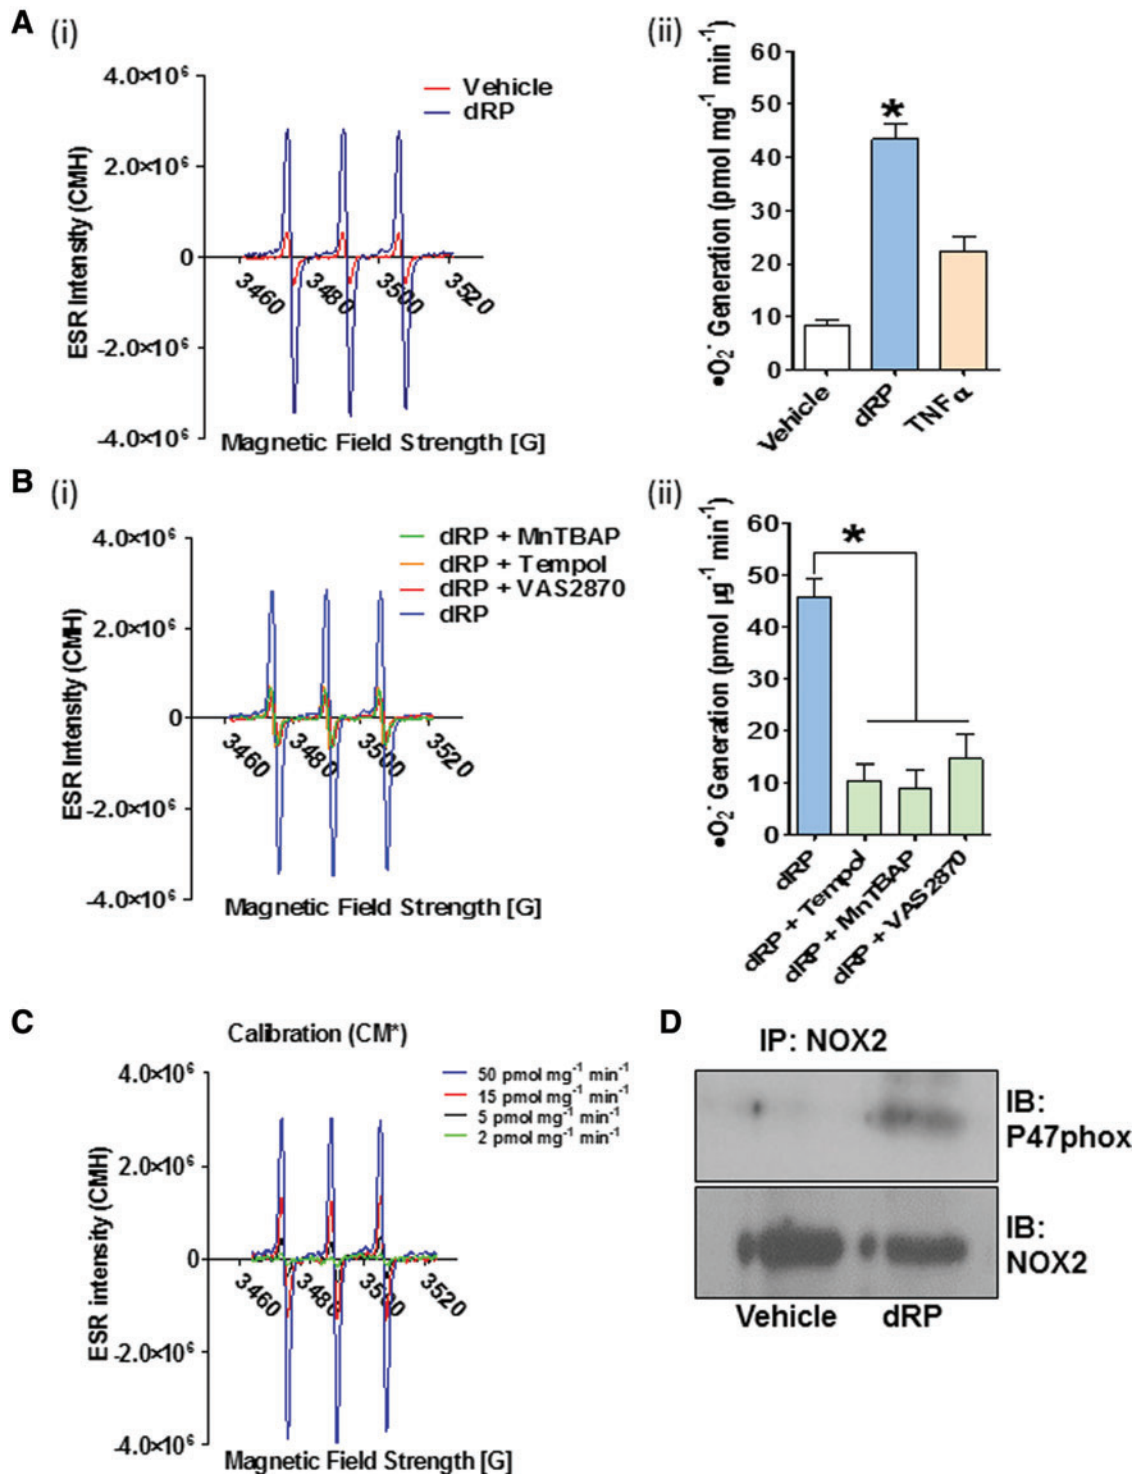 A (i)
4.0×10⁶
2.0×10⁶
0
-2.0×10⁶
-4.0×10⁶
ESR Intensity (CMH)
Vehicle
dRP
3460 3480 3500 3520
Magnetic Field Strength [G]
(ii)
60
50
40
30
20
10
0
•O₂⁻ Generation (pmol mg⁻¹ min⁻¹)
*
Vehicle dRP TNFα
B (i)
4.0×10⁶
2.0×10⁶
0
-2.0×10⁶
-4.0×10⁶
ESR Intensity (CMH)
dRP + MnTBAP
dRP + Tempol
dRP + VAS2870
dRP
3460 3480 3500 3520
Magnetic Field Strength [G]
(ii)
60
50
40
30
20
10
0
•O₂⁻ Generation (pmol µg⁻¹ min⁻¹)
*
dRP
dRP + Tempol
dRP + MnTBAP
dRP + VAS2870
C
Calibration (CM*)
4.0×10⁶
2.0×10⁶
0
-2.0×10⁶
-4.0×10⁶
ESR intensity (CMH)
50 pmol mg⁻¹ min⁻¹
15 pmol mg⁻¹ min⁻¹
5 pmol mg⁻¹ min⁻¹
2 pmol mg⁻¹ min⁻¹
3460 3480 3500 3520
Magnetic Field Strength [G]
D
IP: NOX2
IB:
P47phox
IB:
NOX2
Vehicle dRP